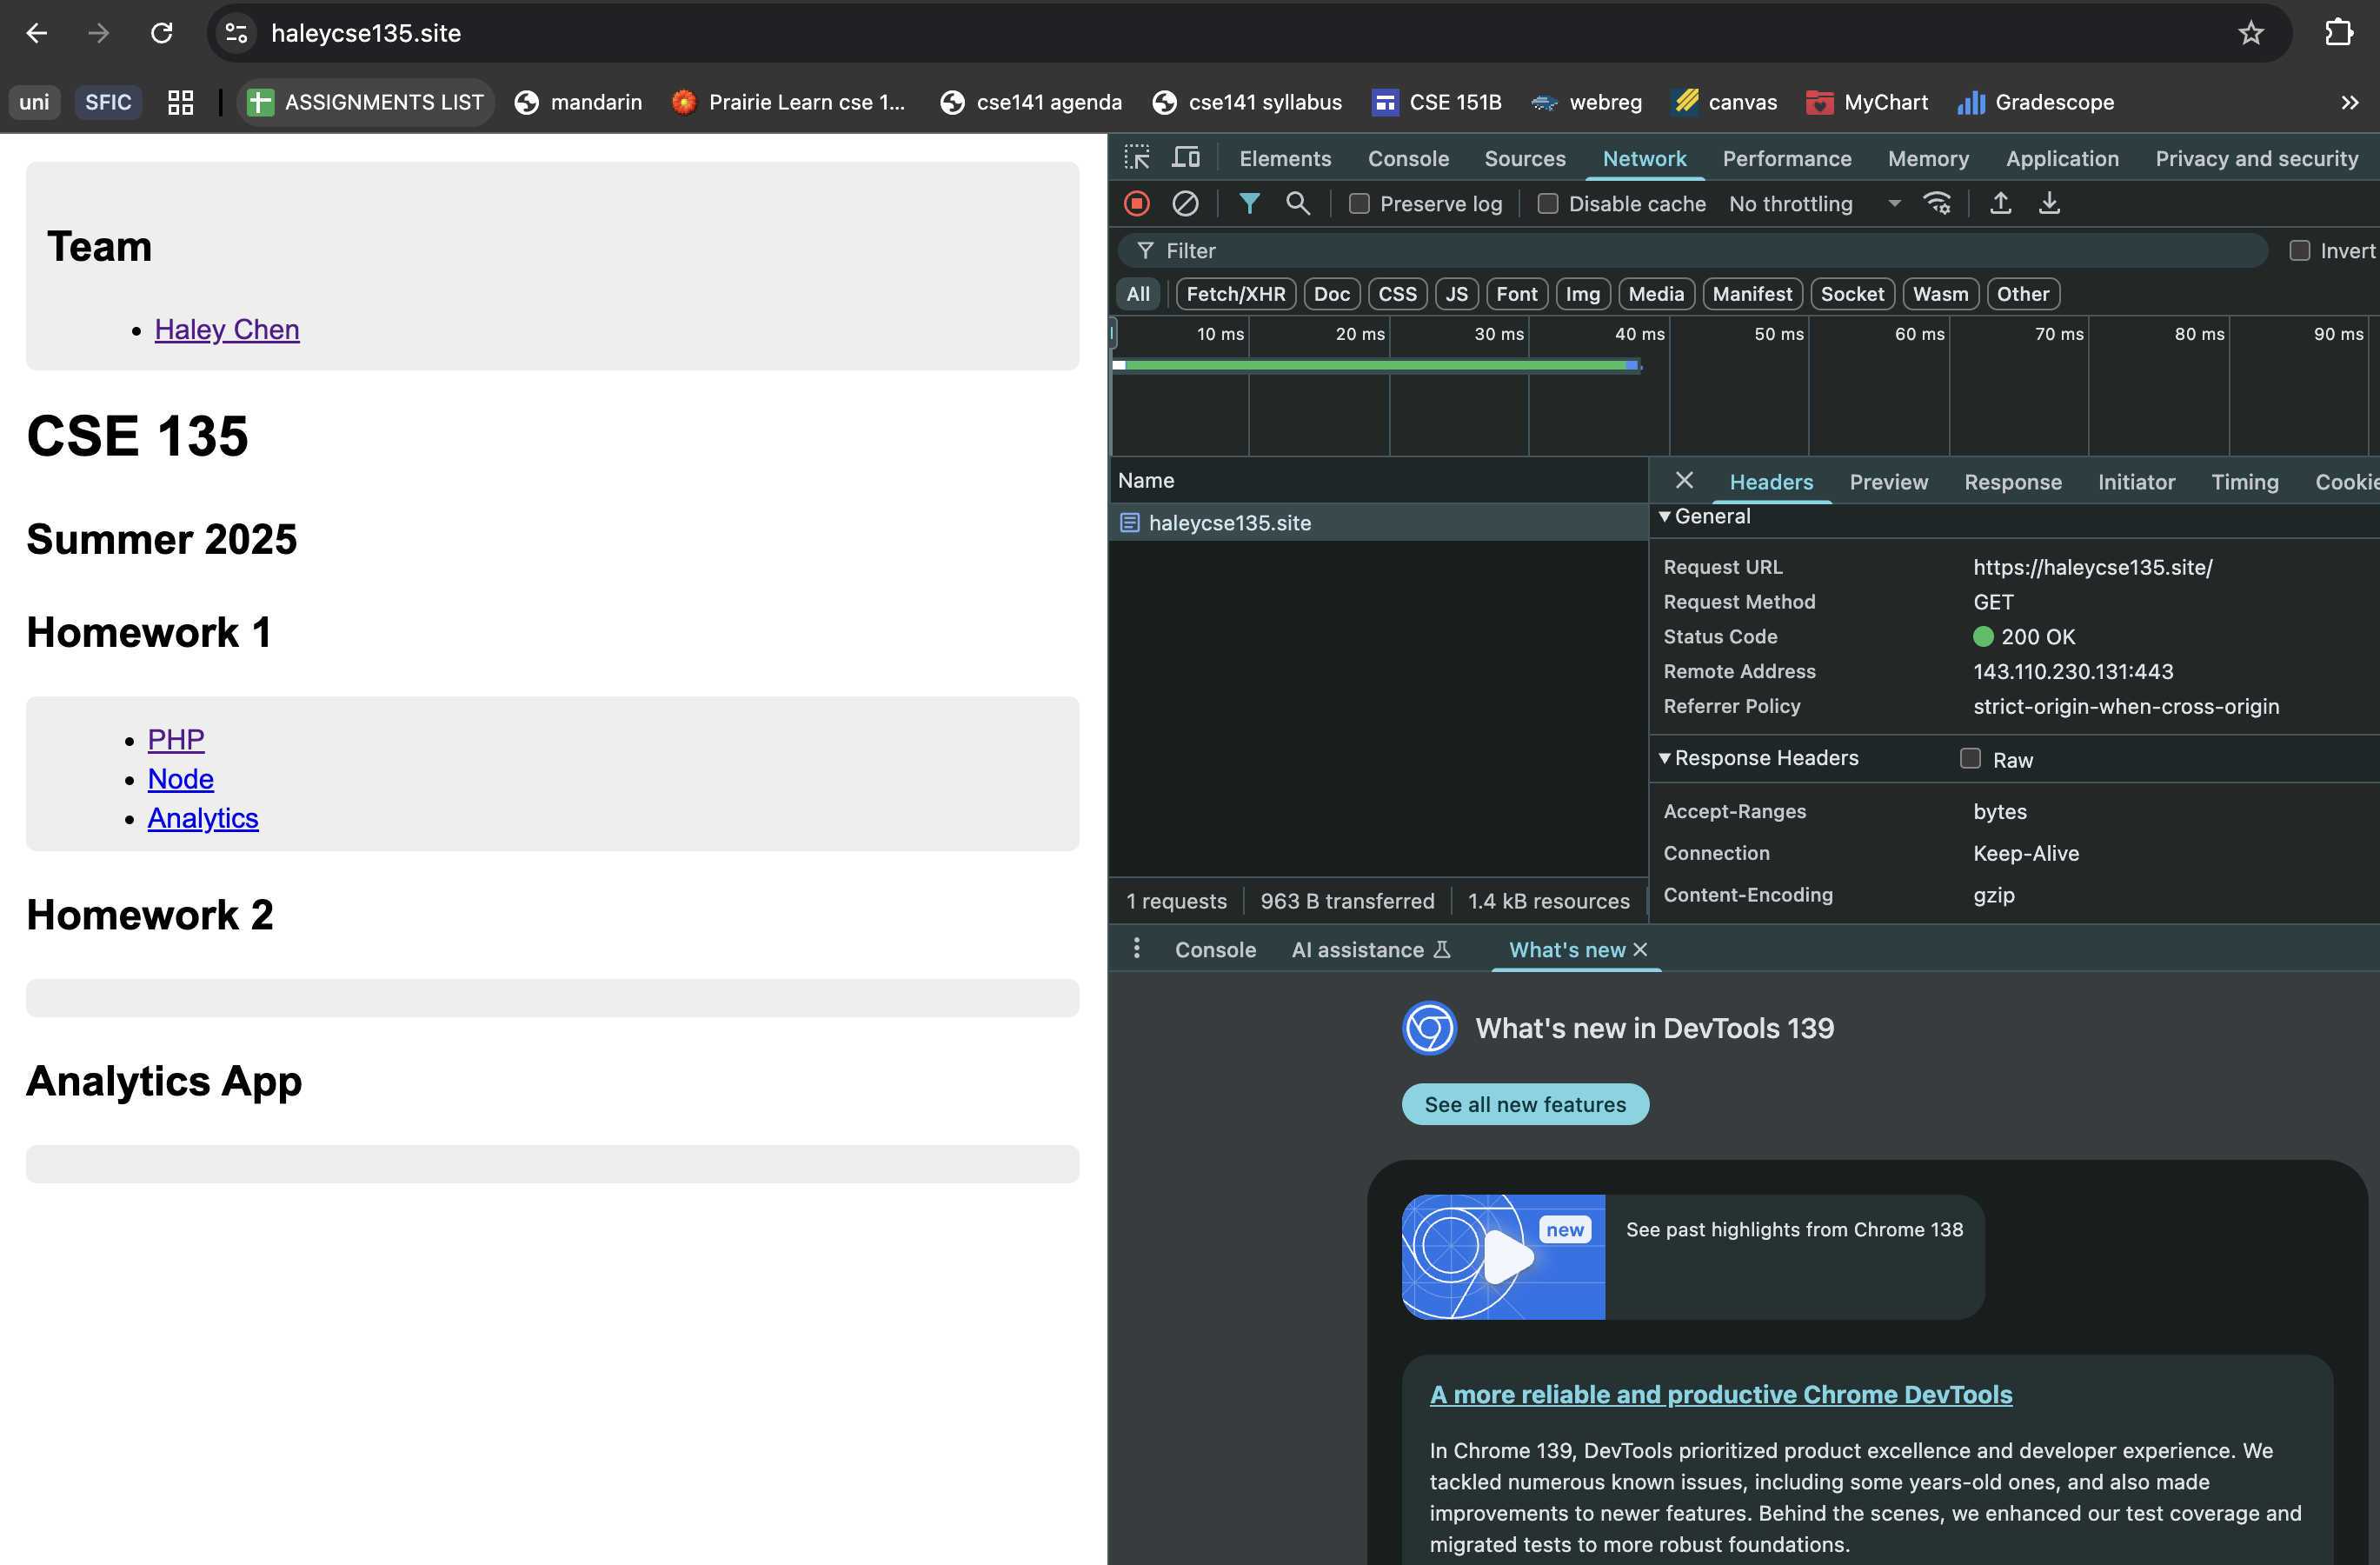 haleycse135.site
uni SFIC ASSIGNMENTS LIST mandarin Prairie Learn cse 1... cse141 agenda cse141 syllabus CSE 151B webreg canvas MyChart Gradescope »
Team
• Haley Chen
CSE 135
Summer 2025
Homework 1
• PHP
• Node
• Analytics
Homework 2
Analytics App
Elements Console Sources Network Performance Memory Application Privacy and security
Preserve log Disable cache No throttling
Filter Invert
All Fetch/XHR Doc CSS JS Font Img Media Manifest Socket Wasm Other
10 ms 20 ms 30 ms 40 ms 50 ms 60 ms 70 ms 80 ms 90 ms
Name
haleycse135.site
1 requests 963 B transferred 1.4 kB resources
Headers Preview Response Initiator Timing Cookie
General
Request URL https://haleycse135.site/
Request Method GET
Status Code 200 OK
Remote Address 143.110.230.131:443
Referrer Policy strict-origin-when-cross-origin
Response Headers Raw
Accept-Ranges bytes
Connection Keep-Alive
Content-Encoding gzip
Console AI assistance What's new
What's new in DevTools 139
See all new features
new
See past highlights from Chrome 138
A more reliable and productive Chrome DevTools
In Chrome 139, DevTools prioritized product excellence and developer experience. We
tackled numerous known issues, including some years-old ones, and also made
improvements to newer features. Behind the scenes, we enhanced our test coverage and
migrated tests to more robust foundations.